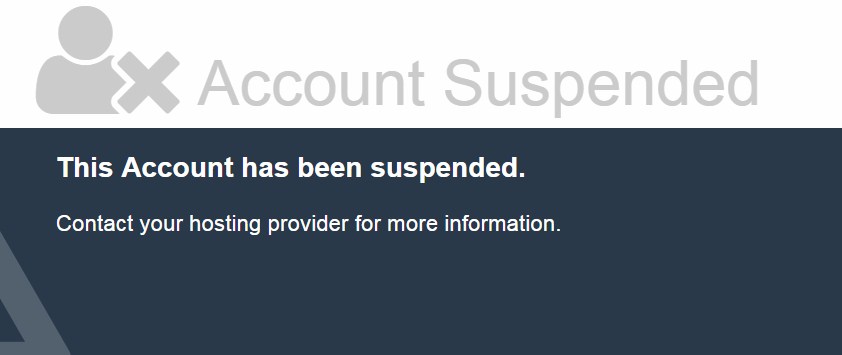 Account Suspended
This Account has been suspended.
Contact your hosting provider for more information.